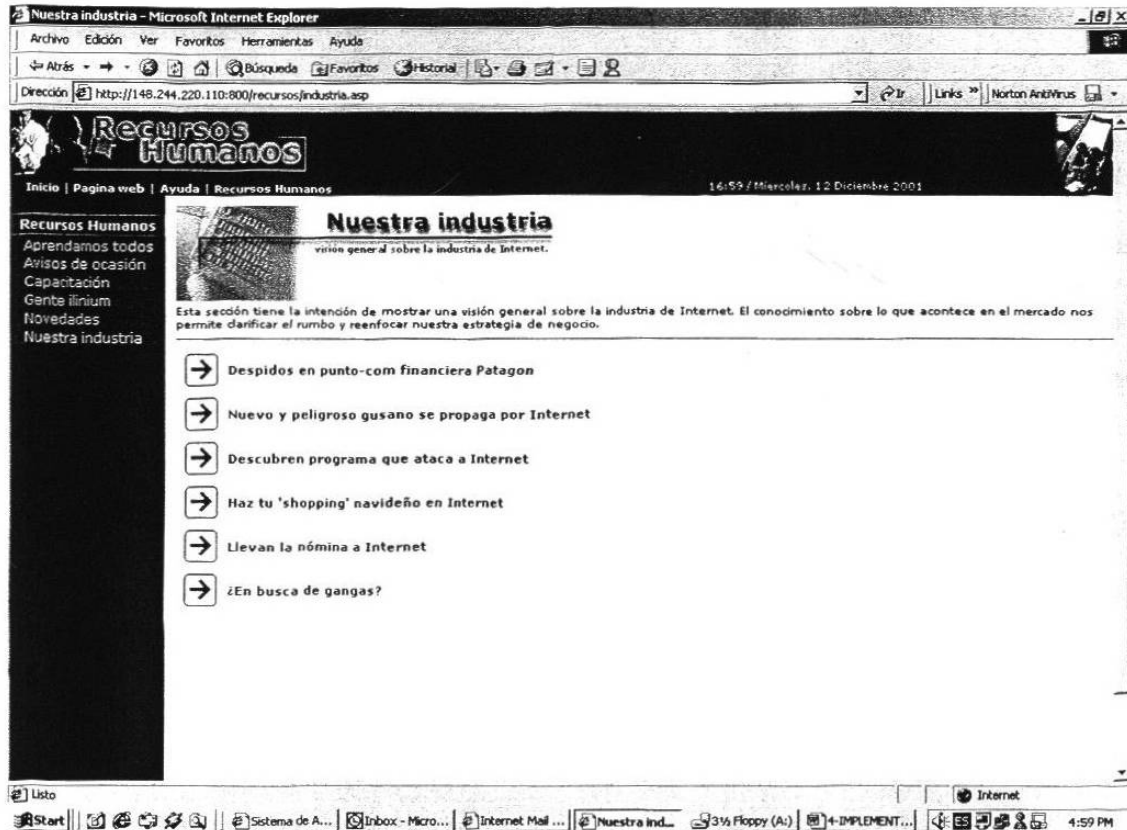 Nuestra industria - Microsoft Internet Explorer
Archivo Edición Ver Favoritos Herramientas Ayuda
Atrás Búsqueda Favoritos Historial
Dirección http://148.244.220.110:800/recursos/industria.asp Ir Links » Norton AntiVirus
Recursos
Humanos
Inicio | Pagina web | Ayuda | Recursos Humanos 16:59 / Miercoles, 12 Diciembre 2001
Recursos Humanos
Aprendamos todos
Avisos de ocasión
Capacitación
Gente ilinium
Novedades
Nuestra industria
Nuestra industria
visión general sobre la industria de Internet.
Esta sección tiene la intención de mostrar una visión general sobre la industria de Internet. El conocimiento sobre lo que acontece en el mercado nos
permite clarificar el rumbo y reenfocar nuestra estrategia de negocio.
Despidos en punto-com financiera Patagon
Nuevo y peligroso gusano se propaga por Internet
Descubren programa que ataca a Internet
Haz tu 'shopping' navideño en Internet
Llevan la nómina a Internet
¿En busca de gangas?
Listo Internet
Start Sistema de A... Inbox - Micro... Internet Mail ... Nuestra ind... 3½ Floppy (A:) 4-IMPLEMENT... ES 4:59 PM